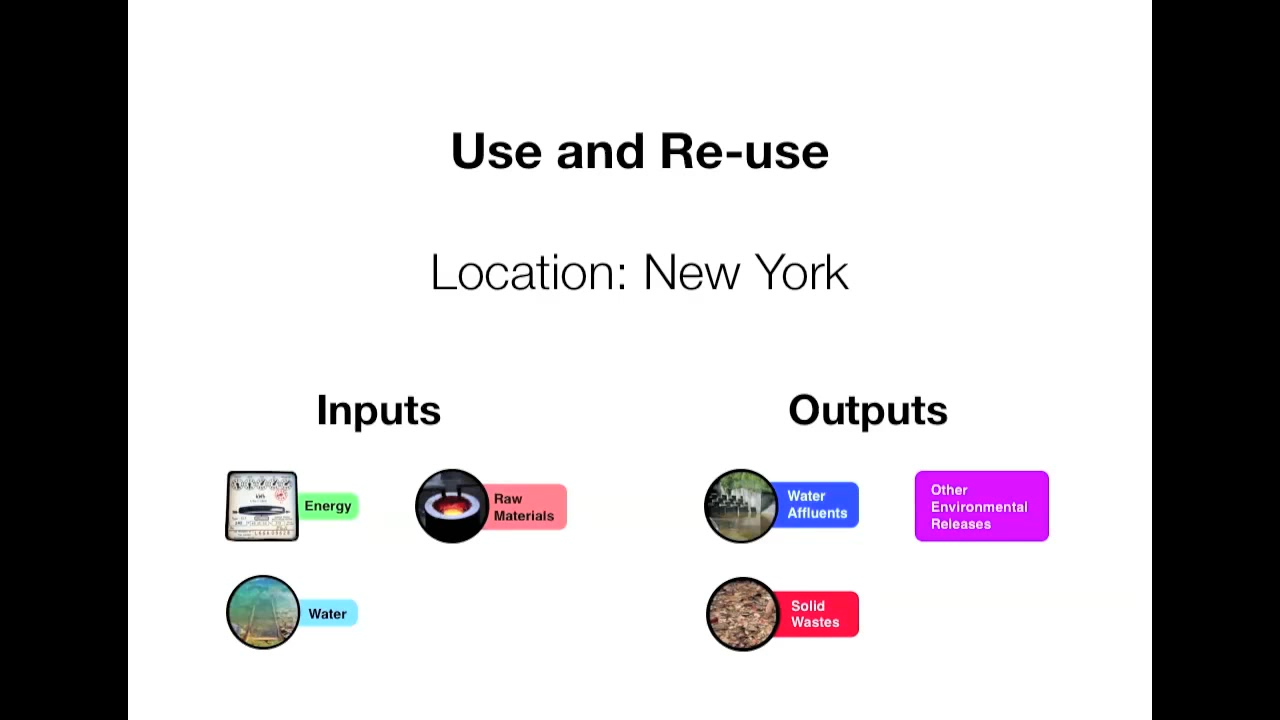 Use and Re-use
Location: New York
Inputs
Outputs
Energy
Raw
Materials
Water
Affluents
Other
Environmental
Releases
Water
Solid
Wastes